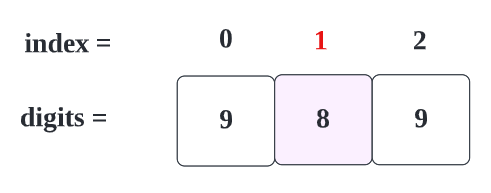 index = 0 1 2
digits = 9 8 9